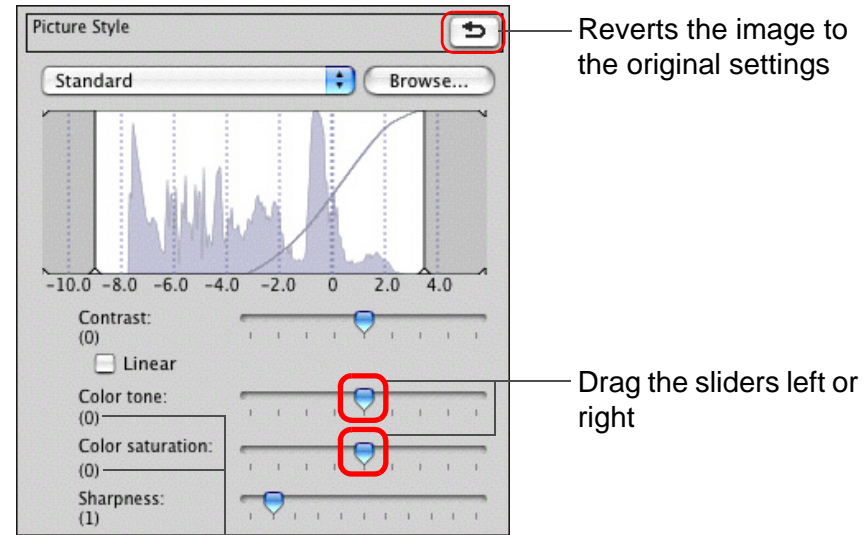 Picture Style
Reverts the image to
the original settings
Standard
Browse...
-10.0 -8.0 -6.0 -4.0 -2.0 0 2.0 4.0
Contrast:
(0)
Linear
Color tone:
(0)
Drag the sliders left or
right
Color saturation:
(0)
Sharpness:
(1)